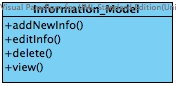 Information_Model
+addNewInfo()
+editInfo()
+delete()
+view()